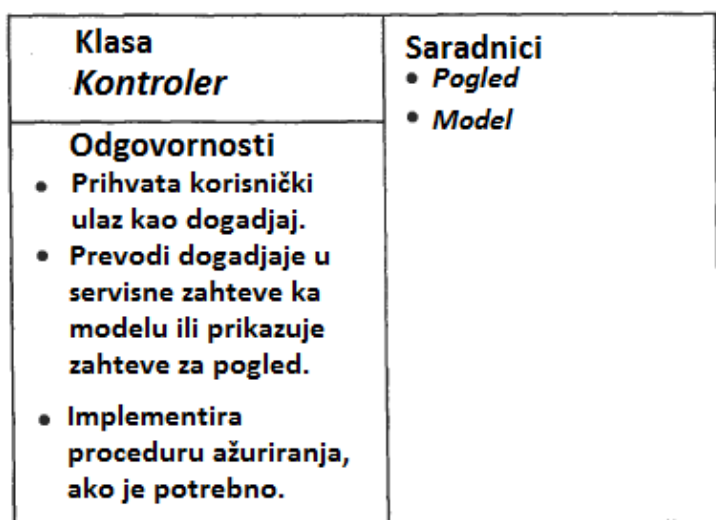 Klasa
Kontroler
Odgovornosti
• Prihvata korisnički
ulaz kao dogadjaj.
• Prevodi dogadjaje u
servisne zahteve ka
modelu ili prikazuje
zahteve za pogled.
• Implementira
proceduru ažuriranja,
ako je potrebno.
Saradnici
• Pogled
• Model